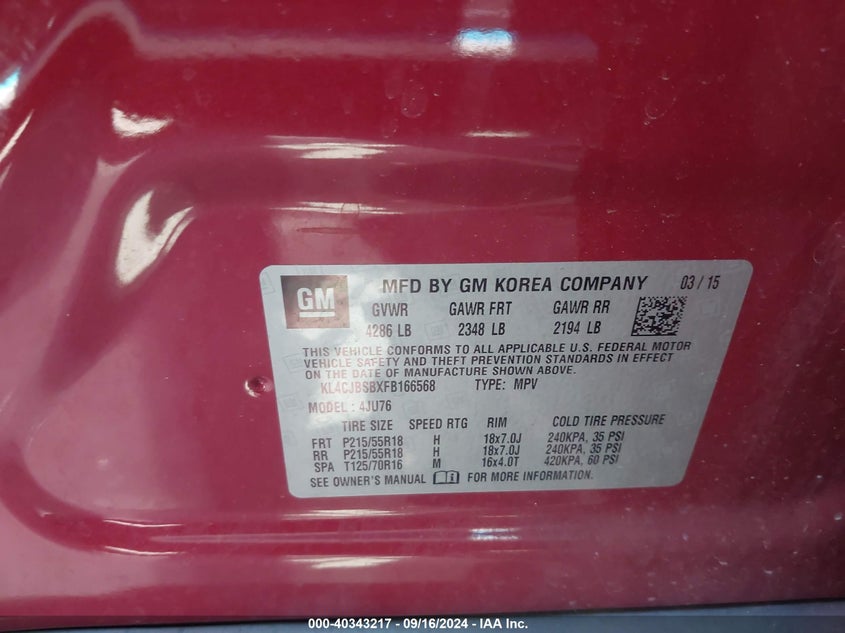 GM
MFD BY GM KOREA COMPANY 03 / 15
GVWR GAWR FRT GAWR RR
4286 LB 2348 LB 2194 LB
THIS VEHICLE CONFORMS TO ALL APPLICABLE U.S. FEDERAL MOTOR
VEHICLE SAFETY AND THEFT PREVENTION STANDARDS IN EFFECT
ON THE DATE OF MANUFACTURE SHOWN ABOVE.
KL4CJBSBXFB166568 TYPE: MPV
MODEL : 4JU76
TIRE SIZE SPEED RTG RIM COLD TIRE PRESSURE
FRT P215/55R18 H 18x7.0J 240KPA, 35 PSI
RR P215/55R18 H 18x7.0J 240KPA, 35 PSI
SPA T125/70R16 M 16x4.0T 420KPA, 60 PSI
SEE OWNER'S MANUAL FOR MORE INFORMATION.
000-40343217 - 09/16/2024 - IAA Inc.